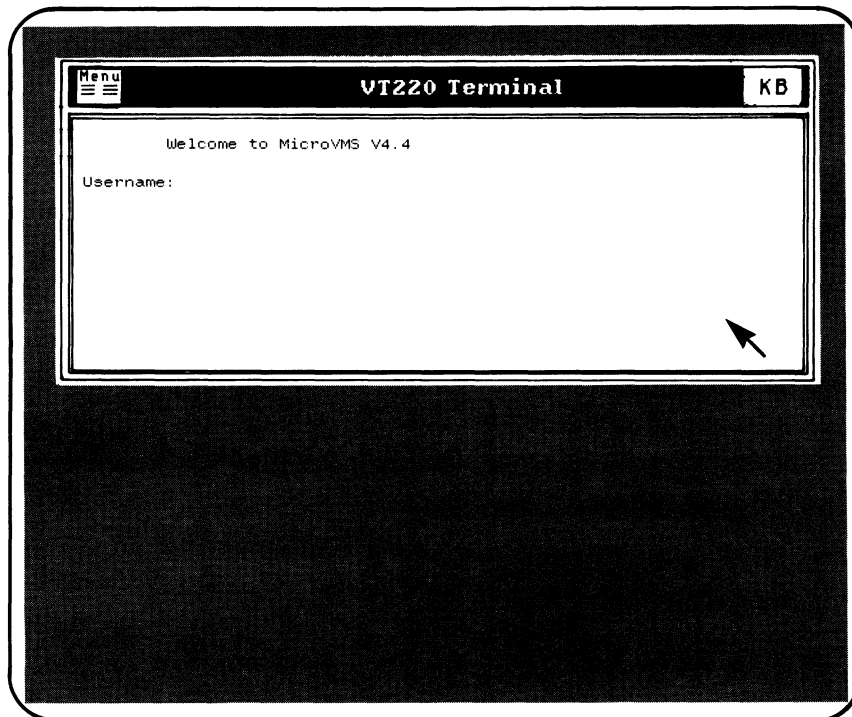 Menu
VT220 Terminal
KB
Welcome to MicroVMS V4.4
Username: